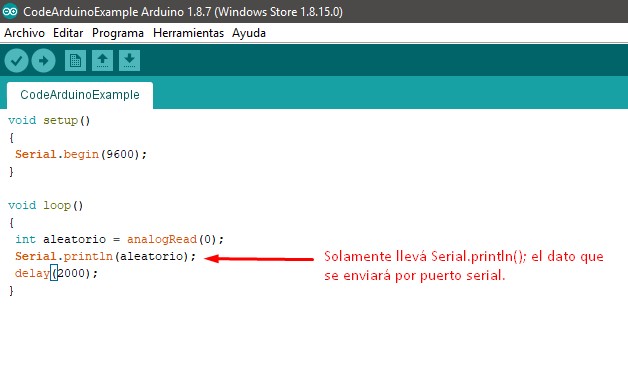 CodeArduinoExample Arduino 1.8.7 (Windows Store 1.8.15.0)
Archivo Editar Programa Herramientas Ayuda
CodeArduinoExample
void setup()
{
Serial.begin(9600);
}
void loop()
{
int aleatorio = analogRead(0);
Serial.println(aleatorio);
delay(2000);
}
Solamente llevá Serial.println(); el dato que
se enviará por puerto serial.